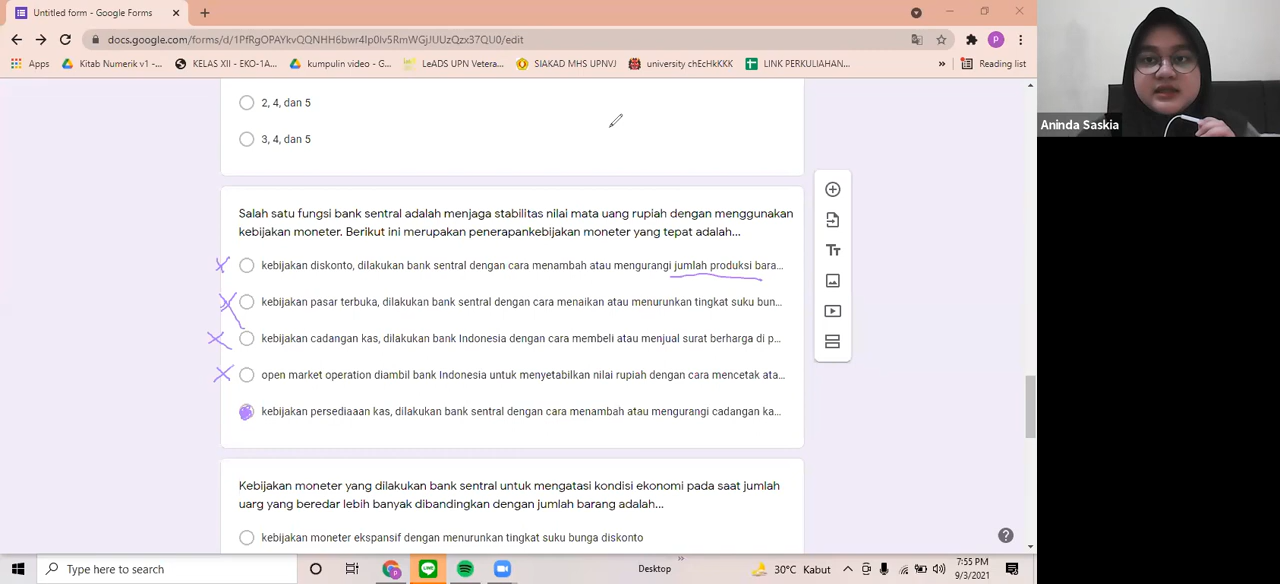 Untitled form - Google Forms
docs.google.com/forms/d/1PfRgOPAYkvQQNHH6bwr4Ip0lv5RmWGjJUUzQzx37QU0/edit
P
Apps
Kitab Numerik v1 -...
KELAS XII - EKO-1A...
kumpulin video - G...
LeADS UPN Vetera...
SIAKAD MHS UPNVJ
university chEcHkKKK
LINK PERKULIAHAN...
»
Reading list
Aninda Saskia
2, 4, dan 5
3, 4, dan 5
Salah satu fungsi bank sentral adalah menjaga stabilitas nilai mata uang rupiah dengan menggunakan
kebijakan moneter. Berikut ini merupakan penerapankebijakan moneter yang tepat adalah...
kebijakan diskonto, dilakukan bank sentral dengan cara menambah atau mengurangi jumlah produksi bara...
kebijakan pasar terbuka, dilakukan bank sentral dengan cara menaikan atau menurunkan tingkat suku bun...
kebijakan cadangan kas, dilakukan bank Indonesia dengan cara membeli atau menjual surat berharga di p...
open market operation diambil bank Indonesia untuk menyetabilkan nilai rupiah dengan cara mencetak ata...
kebijakan persediaaan kas, dilakukan bank sentral dengan cara menambah atau mengurangi cadangan ka...
Tт
Kebijakan moneter yang dilakukan bank sentral untuk mengatasi kondisi ekonomi pada saat jumlah
uarg yang beredar lebih banyak dibandingkan dengan jumlah barang adalah...
kebijakan moneter ekspansif dengan menurunkan tingkat suku bunga diskonto
Type here to search
Desktop
»
30°C Kabut
7:55 PM
9/3/2021